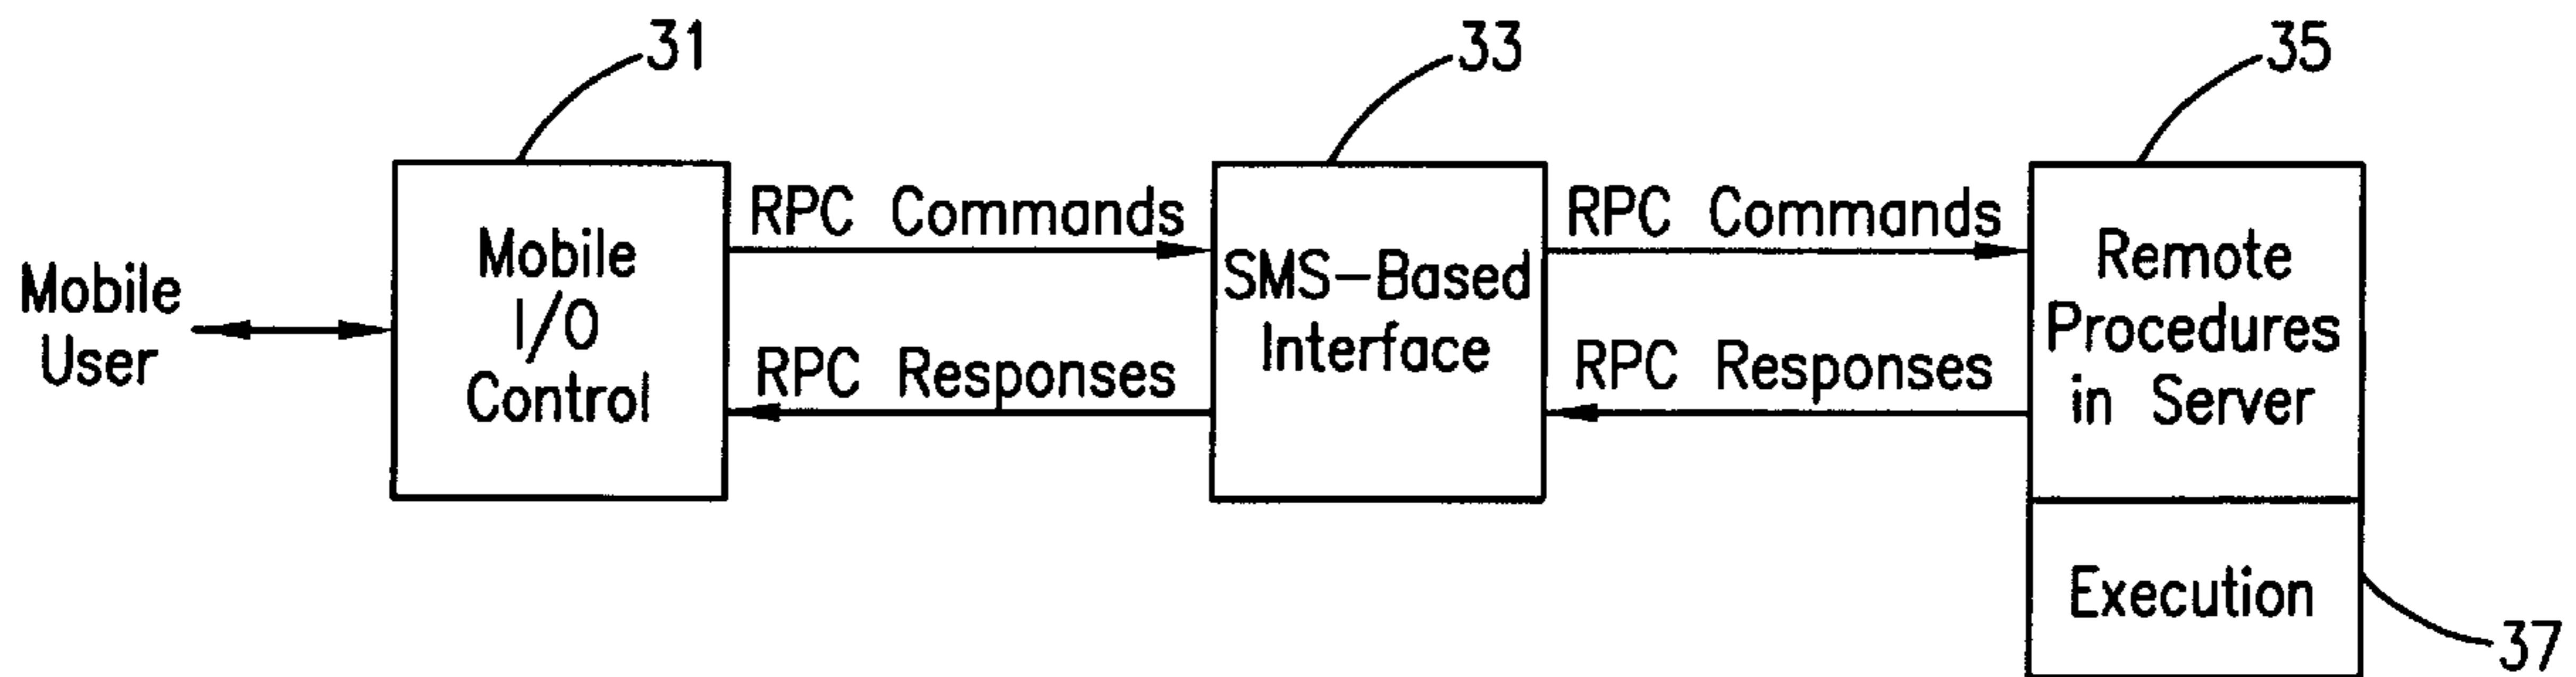 31
33
35
Mobile
User
Mobile
I/O
Control
RPC Commands
RPC Responses
SMS-Based
Interface
RPC Commands
RPC Responses
Remote
Procedures
in Server
Execution
37